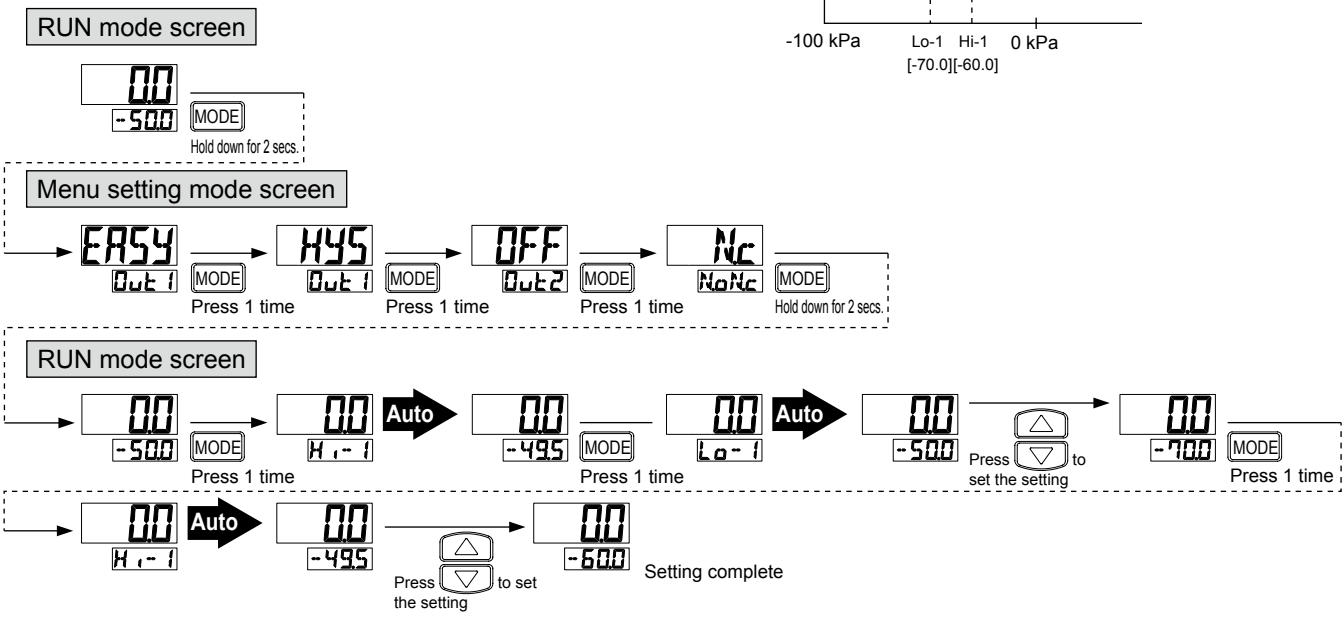 -100 kPa Lo-1 Hi-1 0 kPa
[-70.0][-60.0]
RUN mode screen
0.0
-50.0 MODE
Hold down for 2 secs.
Menu setting mode screen
EASY HYS OFF N.c
Out 1 MODE Out 1 MODE Out2 MODE NoNc MODE
Press 1 time Press 1 time Press 1 time Hold down for 2 secs.
RUN mode screen
0.0 0.0 Auto 0.0 0.0 Auto 0.0 0.0
-50.0 MODE Hi-1 -49.5 MODE Lo-1 -50.0 Press to -70.0 MODE
Press 1 time Press 1 time set the setting Press 1 time
0.0 Auto 0.0 0.0
Hi-1 -49.5 -60.0 Setting complete
Press to set
the setting